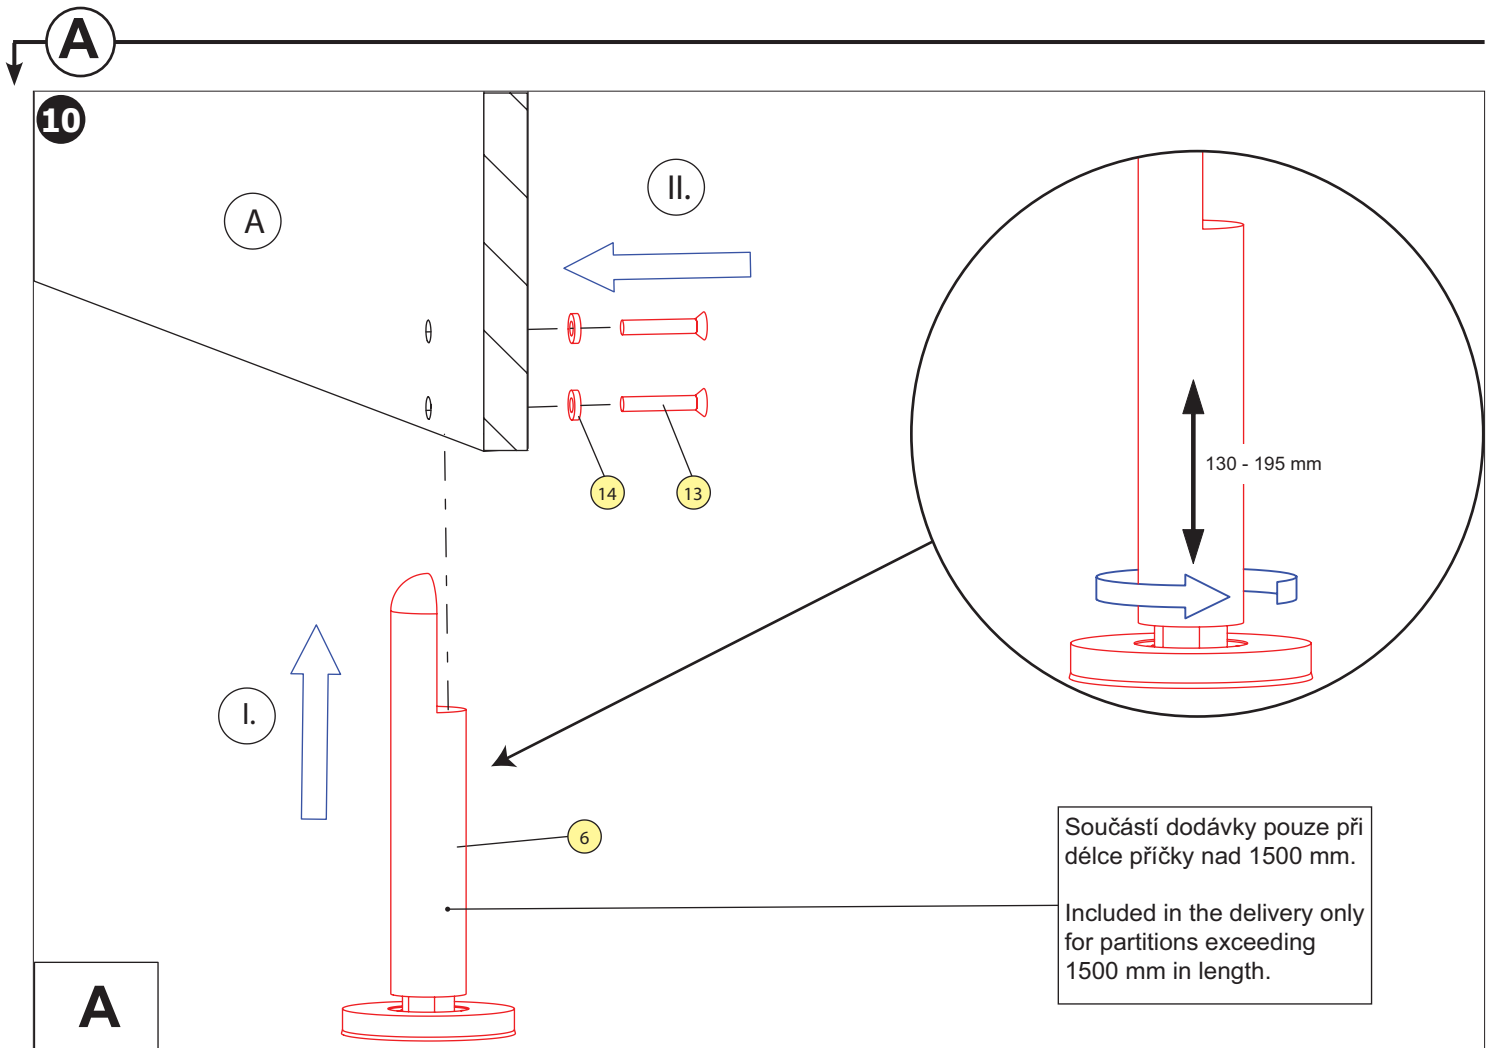 A
10
A
II.
130 - 195 mm
14
13
I.
6
Součástí dodávky pouze při
délce příčky nad 1500 mm.
Included in the delivery only
for partitions exceeding
1500 mm in length.
A